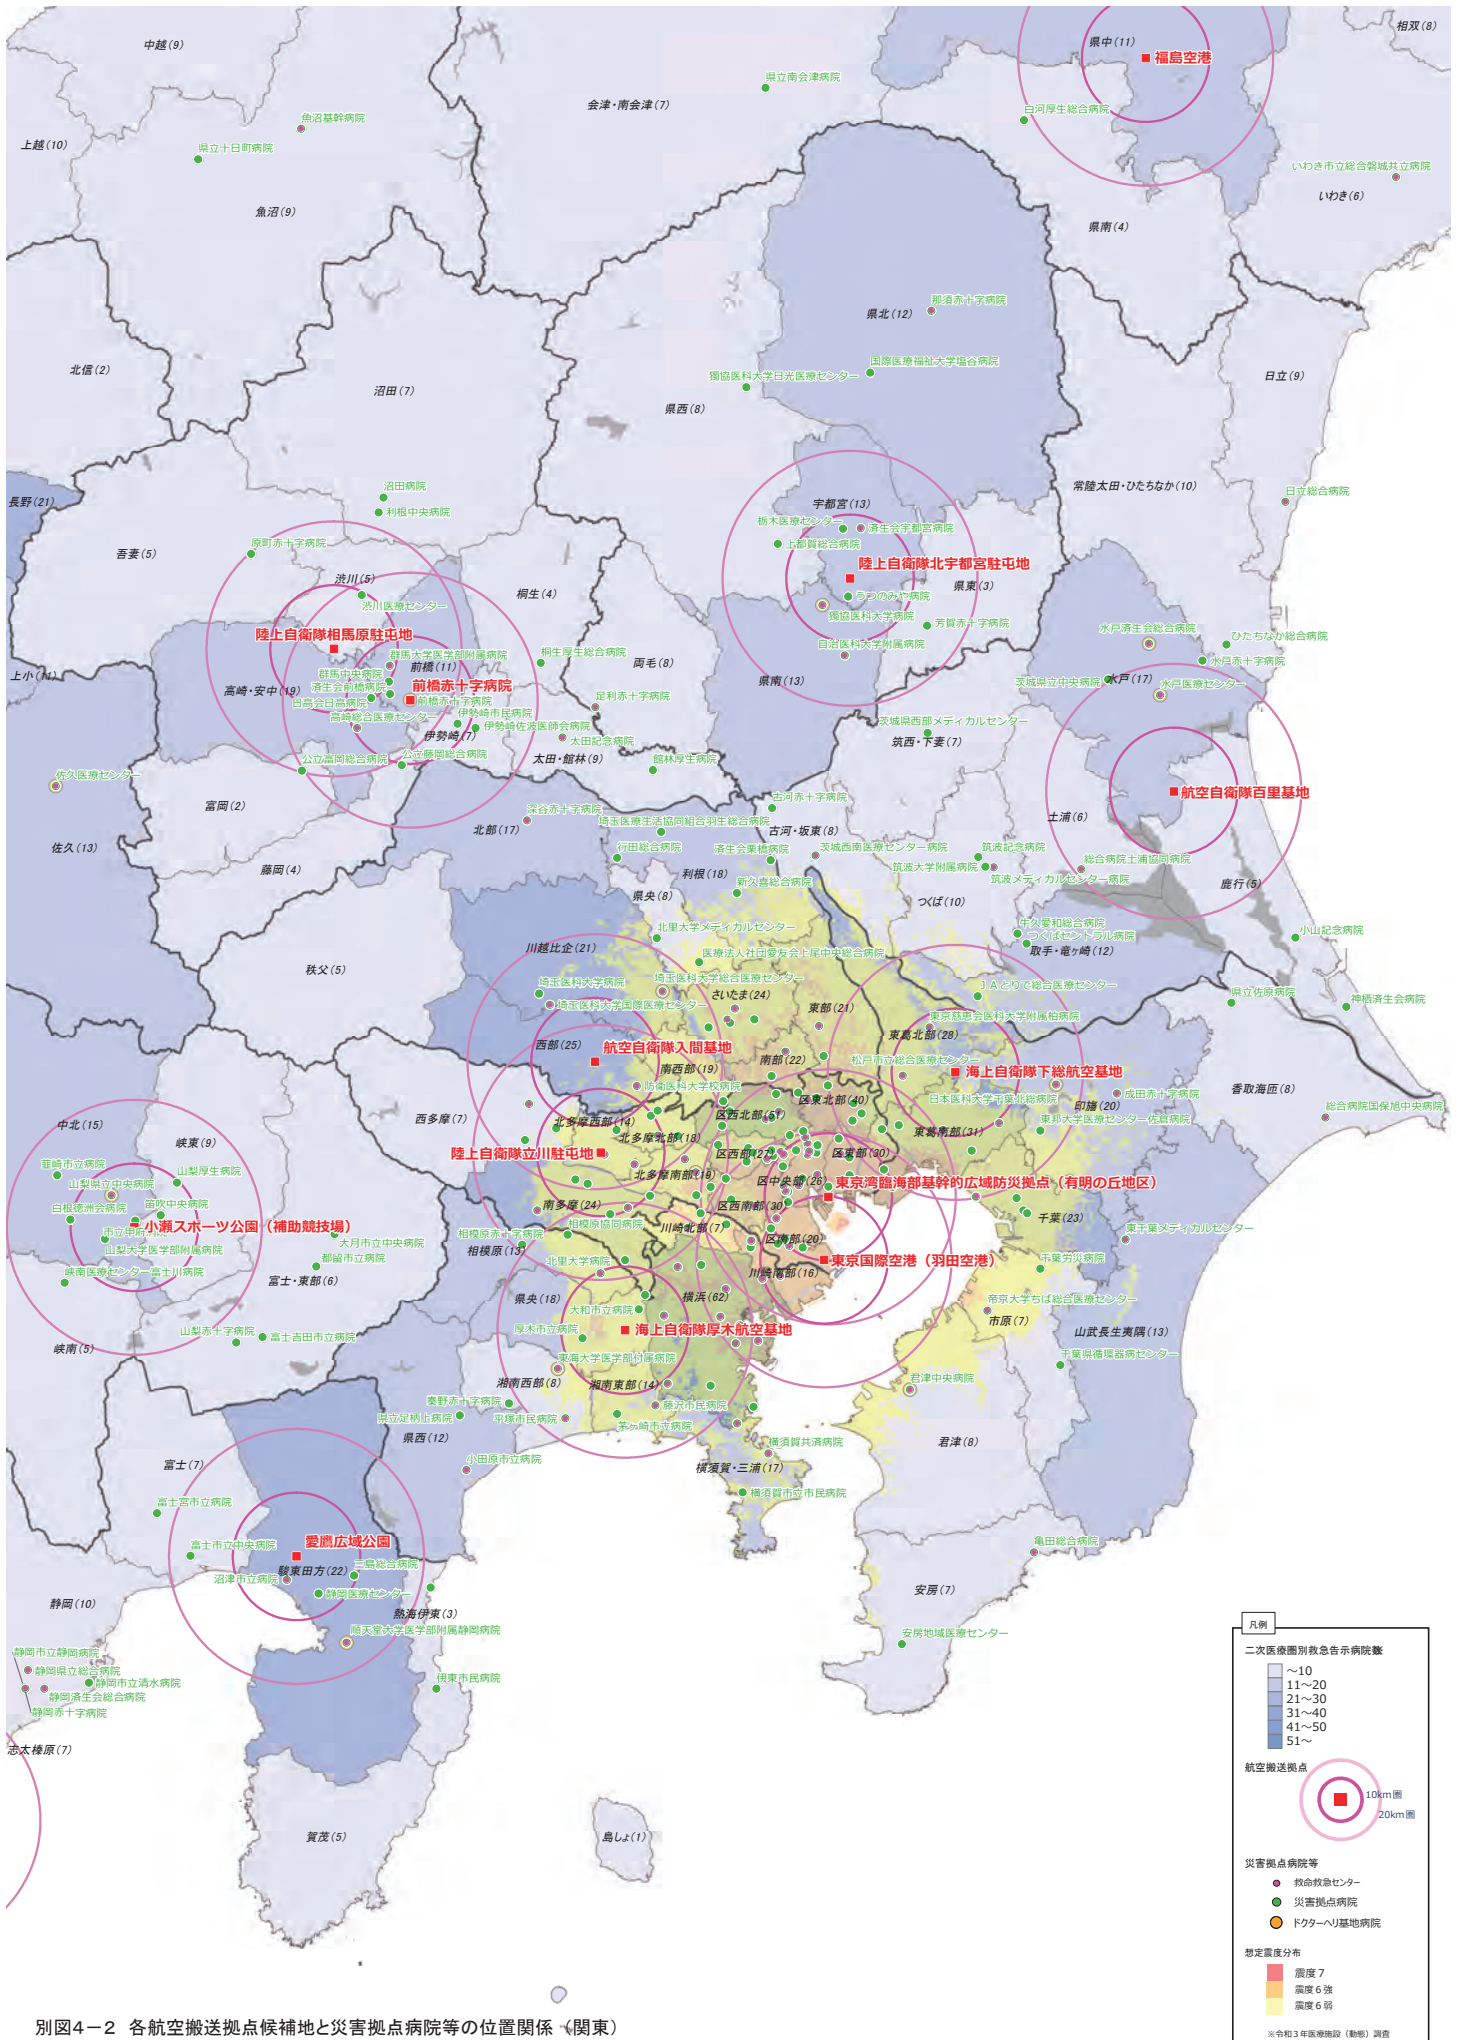 中越(9)
相双(8)
県中(11)
福島空港
県立南会津病院
会津・南会津(7)
白河厚生総合病院
魚沼基幹病院
上越(10)
県立十日町病院
いわき市立総合磐城共立病院
いわき(6)
魚沼(9)
県南(4)
那須赤十字病院
県北(12)
国際医療福祉大学塩谷病院
北信(2)
獨協医科大学日光医療センター
日立(9)
沼田(7)
県西(8)
沼田病院
常陸太田・ひたちなか(10)
長野(21)
日立総合病院
利根中央病院
宇都宮(13)
栃木医療センター
済生会宇都宮病院
原町赤十字病院
上都賀総合病院
吾妻(5)
陸上自衛隊北宇都宮駐屯地
渋川(5)
県東(3)
桐生(4)
うつのみや病院
渋川医療センター
獨協医科大学病院
芳賀赤十字病院
陸上自衛隊相馬原駐屯地
水戸済生会総合病院
ひたちなか総合病院
自治医科大学附属病院
群馬大学医学部附属病院
桐生厚生総合病院
水戸赤十字病院
前橋(11)
両毛(8)
上小(11)
群馬中央病院
県南(13)
茨城県立中央病院
水戸(17)
前橋赤十字病院
済生会前橋病院
水戸医療センター
高崎・安中(19)
日高会日高病院
前橋赤十字病院
足利赤十字病院
高崎総合医療センター
伊勢崎市民病院
茨城県西部メディカルセンター
伊勢崎佐波医師会病院
伊勢崎(7)
太田記念病院
筑西・下妻(7)
公立富岡総合病院
公立藤岡総合病院
太田・館林(9)
館林厚生病院
佐久医療センター
航空自衛隊百里基地
富岡(2)
古河赤十字病院
深谷赤十字病院
土浦(6)
北部(17)
埼玉医療生活協同組合羽生総合病院
古河・坂東(8)
佐久(13)
行田総合病院
済生会栗橋病院
茨城西南医療センター病院
筑波記念病院
総合病院土浦協同病院
藤岡(4)
利根(18)
筑波大学附属病院
筑波メディカルセンター病院
鹿行(5)
新久喜総合病院
県央(8)
つくば(10)
牛久愛和総合病院
北里大学メディカルセンター
つくばセントラル病院
小山記念病院
川越比企(21)
取手・竜ヶ崎(12)
医療法人社団愛友会上尾中央総合病院
秩父(5)
埼玉医科大学総合医療センター
埼玉医科大学病院
ＪＡとりで総合医療センター
さいたま(24)
県立佐原病院
神栖済生会病院
埼玉医科大学国際医療センター
東部(21)
東京慈恵会医科大学附属柏病院
東葛北部(28)
西部(25)
航空自衛隊入間基地
南部(22)
松戸市立総合医療センター
南西部(19)
海上自衛隊下総航空基地
防衛医科大学校病院
香取海匝(8)
成田赤十字病院
日本医科大学千葉北総病院
区東北部(40)
印旛(20)
西多摩(7)
区西北部(51)
総合病院国保旭中央病院
北多摩西部(14)
東邦大学医療センター佐倉病院
中北(15)
北多摩北部(18)
東葛南部(31)
峡東(9)
陸上自衛隊立川駐屯地
区西部(27)
区東部(30)
韮崎市立病院
山梨厚生病院
北多摩南部(19)
区中央部(26)
山梨県立中央病院
東京湾臨海部基幹的広域防災拠点（有明の丘地区）
白根徳洲会病院
笛吹中央病院
南多摩(24)
区西南部(30)
千葉(23)
小瀬スポーツ公園（補助競技場）
市立甲府病院
相模原協同病院
川崎北部(7)
東千葉メディカルセンター
相模原赤十字病院
大月市立中央病院
区南部(20)
山梨大学医学部附属病院
相模原(13)
都留市立病院
北里大学病院
東京国際空港（羽田空港）
千葉労災病院
峡南医療センター富士川病院
川崎南部(16)
富士・東部(6)
県央(18)
横浜(62)
大和市立病院
帝京大学ちば総合医療センター
市原(7)
山梨赤十字病院
富士吉田市立病院
厚木市立病院
海上自衛隊厚木航空基地
山武長生夷隅(13)
峡南(5)
千葉県循環器病センター
東海大学医学部付属病院
湘南西部(8)
湘南東部(14)
君津中央病院
秦野赤十字病院
藤沢市民病院
県立足柄上病院
平塚市民病院
茅ヶ崎市立病院
県西(12)
君津(8)
横須賀共済病院
富士(7)
小田原市立病院
横須賀・三浦(17)
横須賀市立市民病院
富士宮市立病院
愛鷹広域公園
富士市立中央病院
亀田総合病院
三島総合病院
駿東田方(22)
沼津市立病院
静岡医療センター
安房(7)
静岡(10)
熱海伊東(3)
順天堂大学医学部附属静岡病院
安房地域医療センター
静岡市立静岡病院
静岡県立総合病院
伊東市民病院
静岡市立清水病院
静岡済生会総合病院
静岡赤十字病院
志太榛原(7)
賀茂(5)
島しょ(1)
凡例
二次医療圏別救急告示病院数
～10
11～20
21～30
31～40
41～50
51～
航空搬送拠点
10km圏
20km圏
災害拠点病院等
救命救急センター
災害拠点病院
ドクターヘリ基地病院
想定震度分布
震度７
震度６強
震度６弱
※令和３年医療施設（動態）調査
別図４－２ 各航空搬送拠点候補地と災害拠点病院等の位置関係（関東）